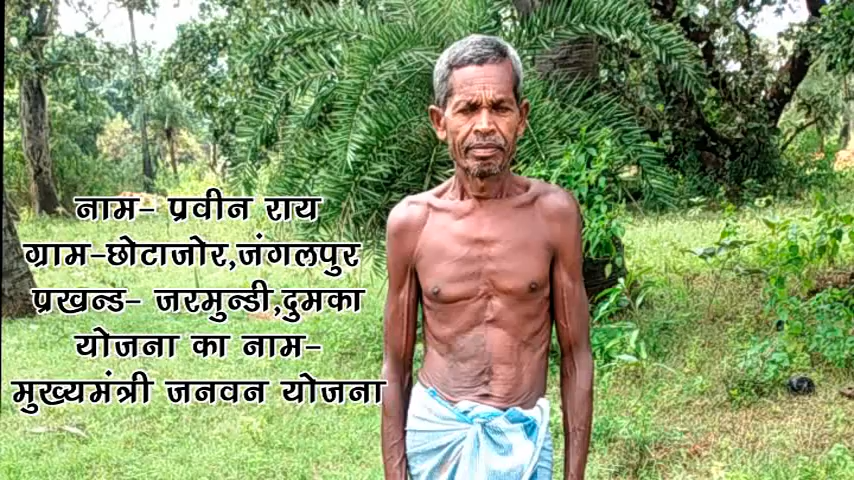 नाम- प्रवीन राय
ग्राम-छोटाजोर,जंगलपुर
प्रखन्ड- जरमुन्डी,दुमका
योजना का नाम-
मुख्यमंत्री जनवन योजना